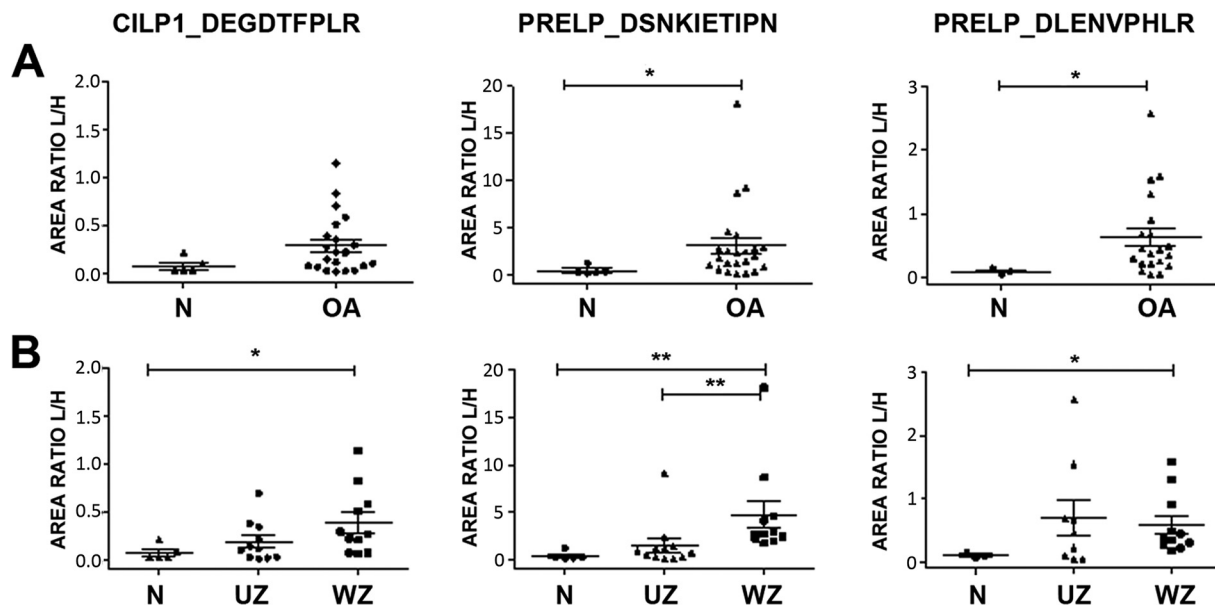 CILP1_DEGDTFPLR PRELP_DSNKIETIPN PRELP_DLENVPHLR
A
AREA RATIO L/H
2.0
1.5
1.0
0.5
0.0
N OA
AREA RATIO L/H
20
15
10
5
0
*
N OA
AREA RATIO L/H
3
2
1
0
*
N OA
B
AREA RATIO L/H
2.0
1.5
1.0
0.5
0.0
*
N UZ WZ
AREA RATIO L/H
20
15
10
5
0
**
**
N UZ WZ
AREA RATIO L/H
3
2
1
0
*
N UZ WZ